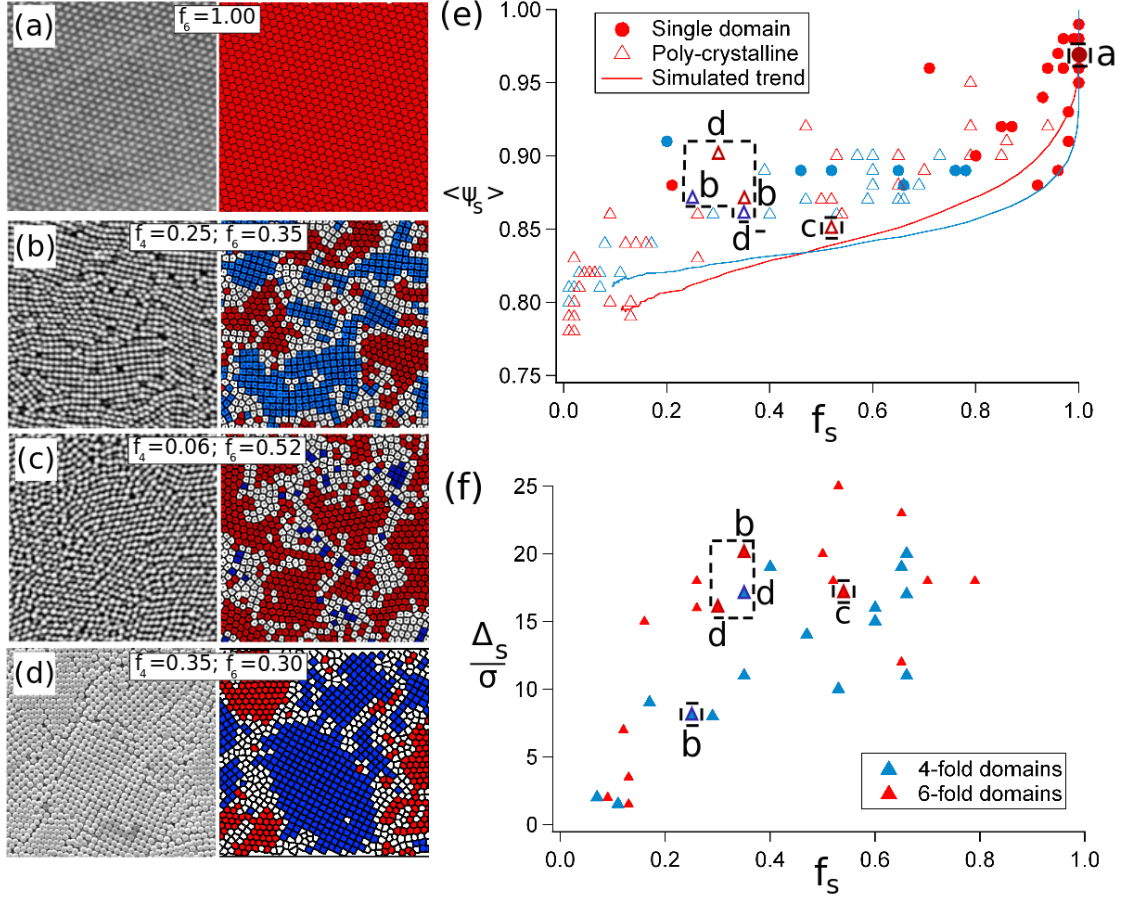 (a)
f6=1.00
(b)
f4=0.25; f6=0.35
(c)
f4=0.06; f6=0.52
(d)
f4=0.35; f6=0.30
(e)
1.00
0.95
0.90
0.85
0.80
0.75
<ψs>
Single domain
Poly-crystalline
Simulated trend
a
d
b
b
d-
c
0.0
0.2
0.4
0.6
0.8
1.0
fs
(f)
25
20
15
10
5
0
Δs
σ
b
d
d
c
b
4-fold domains
6-fold domains
0.0
0.2
0.4
0.6
0.8
1.0
fs